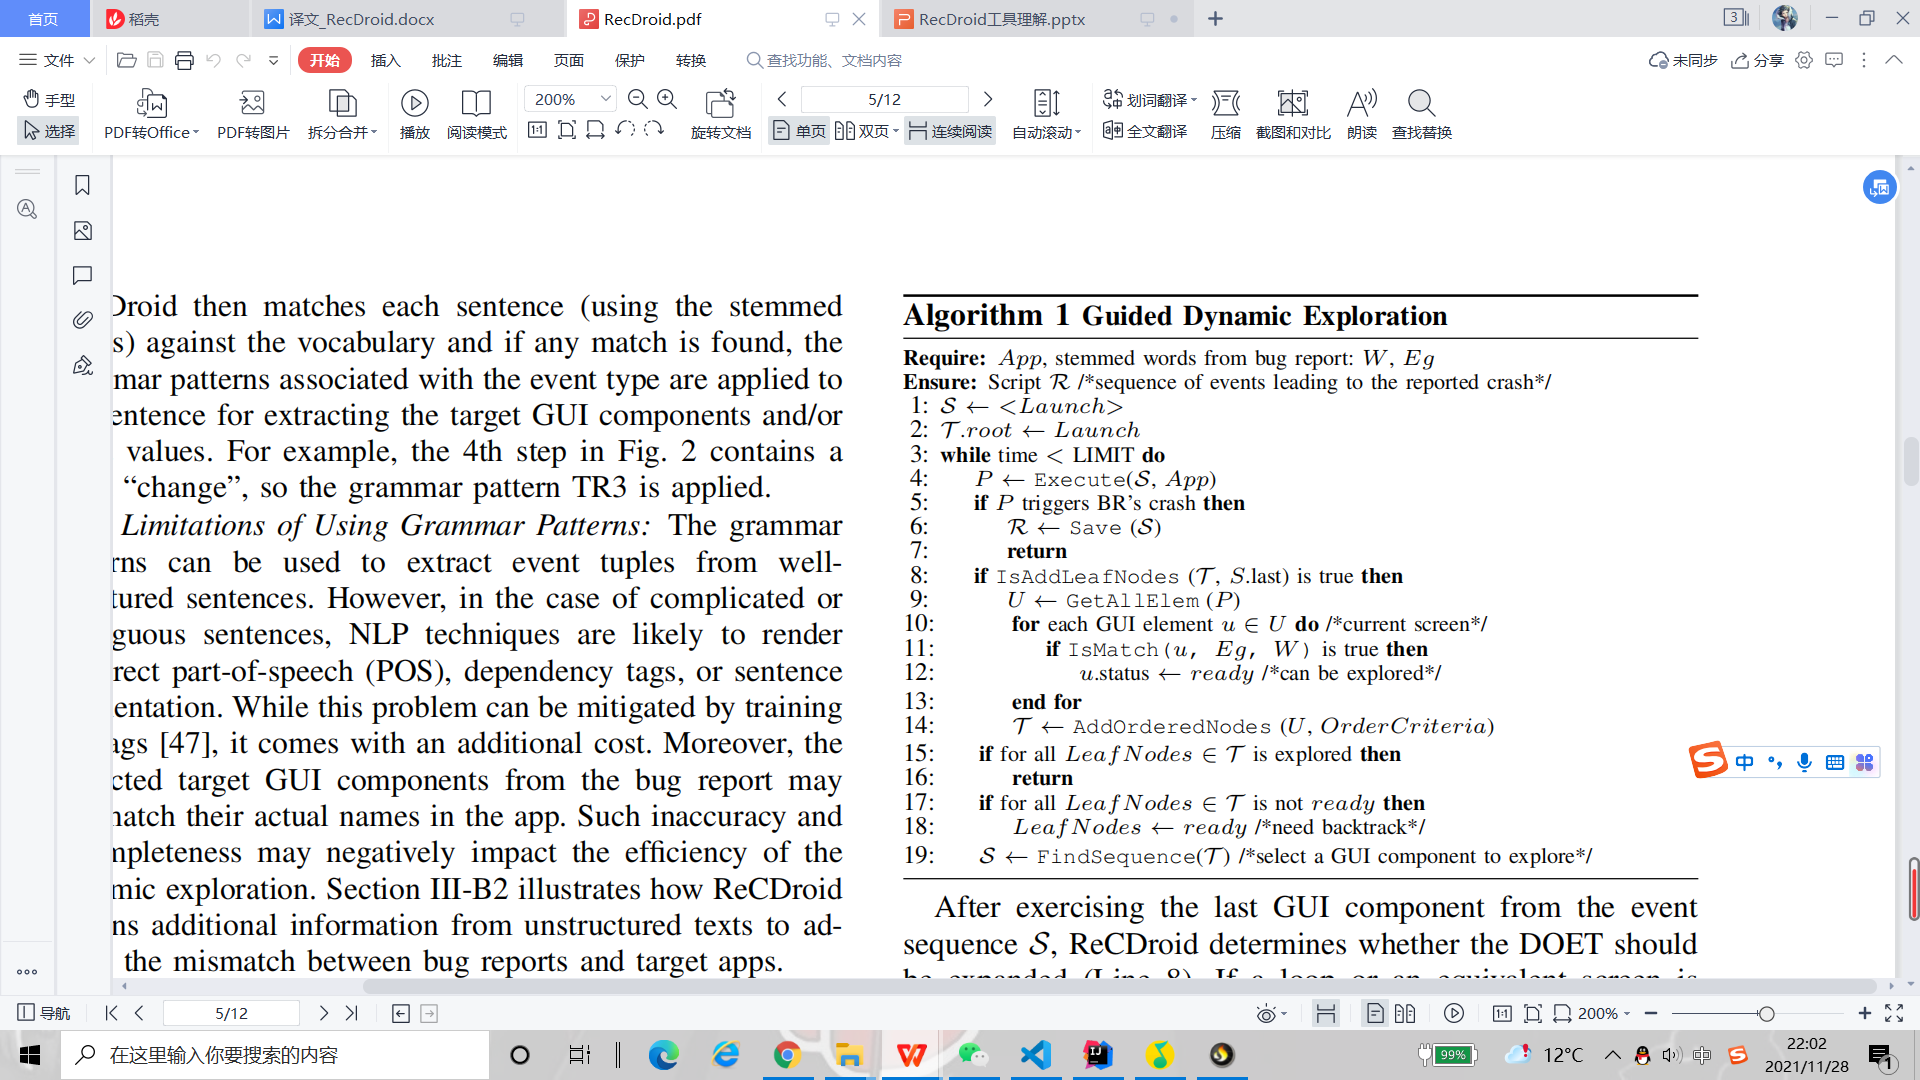 首页
稻壳
译文_RecDroid.docx
RecDroid.pdf
RecDroid工具理解.pptx
3
文件
开始
插入
批注
编辑
页面
保护
转换
查找功能、文档内容
未同步
分享
手型
选择
PDF转Office
PDF转图片
拆分合并
播放
阅读模式
200%
旋转文档
5/12
单页
双页
连续阅读
自动滚动
划词翻译
全文翻译
压缩
截图和对比
朗读
查找替换
Droid then matches each sentence (using the stemmed
s) against the vocabulary and if any match is found, the
mar patterns associated with the event type are applied to
entence for extracting the target GUI components and/or
values. For example, the 4th step in Fig. 2 contains a
“change”, so the grammar pattern TR3 is applied.
Limitations of Using Grammar Patterns: The grammar
rns can be used to extract event tuples from well-
tured sentences. However, in the case of complicated or
guous sentences, NLP techniques are likely to render
rect part-of-speech (POS), dependency tags, or sentence
entation. While this problem can be mitigated by training
ags [47], it comes with an additional cost. Moreover, the
cted target GUI components from the bug report may
natch their actual names in the app. Such inaccuracy and
mpleteness may negatively impact the efficiency of the
mic exploration. Section III-B2 illustrates how ReCDroid
ns additional information from unstructured texts to ad-
the mismatch between bug reports and target apps.
Algorithm 1 Guided Dynamic Exploration
Require: App, stemmed words from bug report: W, Eg
Ensure: Script R /*sequence of events leading to the reported crash*/
1: S ← <Launch>
2: T.root ← Launch
3: while time < LIMIT do
4: P ← Execute(S, App)
5: if P triggers BR’s crash then
6: R ← Save (S)
7: return
8: if IsAddLeafNodes (T, S.last) is true then
9: U ← GetAllElem (P)
10: for each GUI element u ∈ U do /*current screen*/
11: if IsMatch(u, Eg, W) is true then
12: u.status ← ready /*can be explored*/
13: end for
14: T ← AddOrderedNodes (U, OrderCriteria)
15: if for all LeafNodes ∈ T is explored then
16: return
17: if for all LeafNodes ∈ T is not ready then
18: LeafNodes ← ready /*need backtrack*/
19: S ← FindSequence(T) /*select a GUI component to explore*/
After exercising the last GUI component from the event
sequence S, ReCDroid determines whether the DOET should
be expanded (Line 8). If a loop or an equivalent screen is
中
导航
5/12
200%
在这里输入你要搜索的内容
99%
12°C
中
22:02
2021/11/28
1